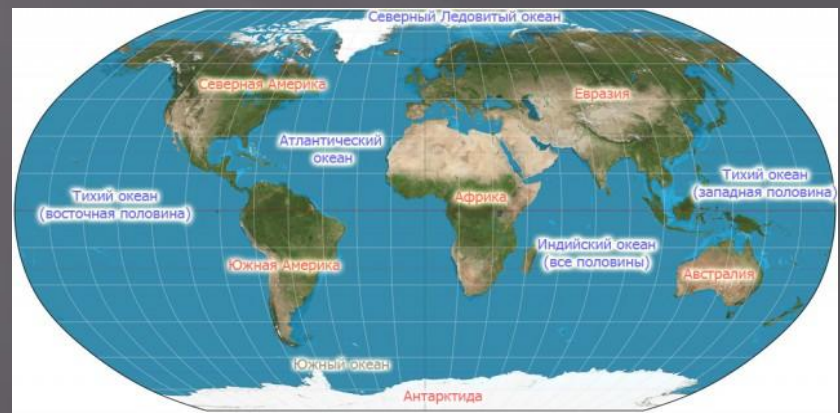 Северный Ледовитый океан
Северная Америка
Евразия
Атлантический
океан
Тихий океан
(восточная половина)
Африка
Тихий океан
(западная половина)
Индийский океан
(все половины)
Южная Америка
Австралия
Южный океан
Антарктида